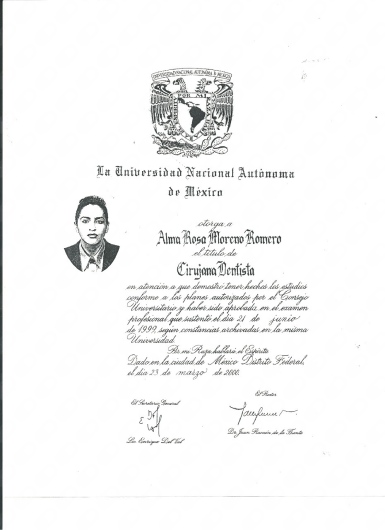 UNIVERSIDAD NACIONAL AUTÓNOMA DE MÉXICO
POR MI
La Universidad Nacional Autónoma
de México
otorga a
Alma Rosa Moreno Romero
el título de
Cirujana Dentista
en atención a que demostró tener hechos los estudios
conforme a los planes autorizados por el Consejo
Universitario y haber sido aprobada en el examen
profesional que sustentó el día 21 de junio
de 1999, según constancias archivadas en la misma
Universidad.
Por mi Raza hablará el Espíritu
Dado en la ciudad de México Distrito Federal,
el día 23 de marzo de 2000.
El Secretario General
El Rector
Lic. Enrique Del Val
Dr. Juan Ramón de la Fuente